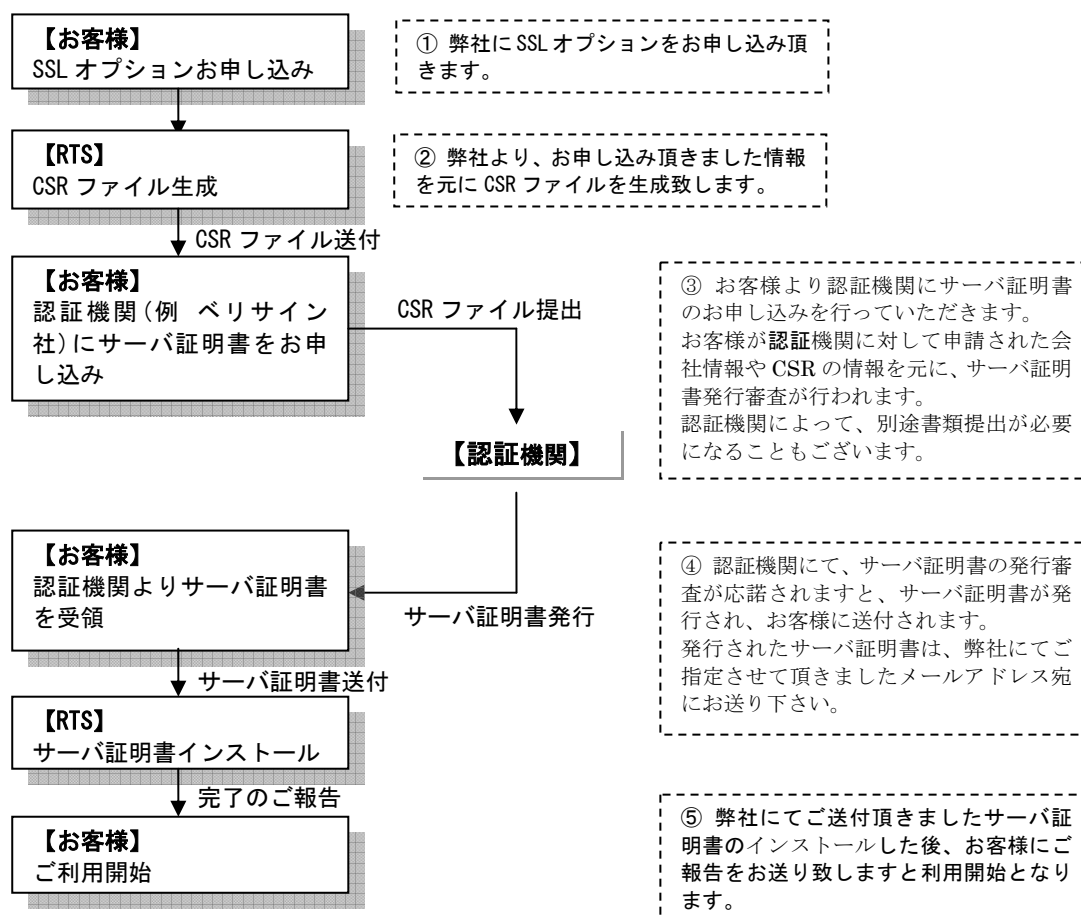 【お客様】
SSL オプションお申し込み
① 弊社に SSL オプションをお申し込み頂
きます。
【RTS】
CSR ファイル生成
② 弊社より、お申し込み頂きました情報
を元に CSR ファイルを生成致します。
CSR ファイル送付
【お客様】
認証機関(例 ベリサイン
社)にサーバ証明書をお申
し込み
CSR ファイル提出
③ お客様より認証機関にサーバ証明書
のお申し込みを行っていただきます。
お客様が認証機関に対して申請された会
社情報や CSR の情報を元に、サーバ証明
書発行審査が行われます。
認証機関によって、別途書類提出が必要
になることもございます。
【認証機関】
【お客様】
認証機関よりサーバ証明書
を受領
サーバ証明書発行
④ 認証機関にて、サーバ証明書の発行審
査が応諾されますと、サーバ証明書が発
行され、お客様に送付されます。
発行されたサーバ証明書は、弊社にてご
指定させて頂きましたメールアドレス宛
にお送り下さい。
サーバ証明書送付
【RTS】
サーバ証明書インストール
完了のご報告
【お客様】
ご利用開始
⑤ 弊社にてご送付頂きましたサーバ証
明書のインストールした後、お客様にご
報告をお送り致しますと利用開始となり
ます。